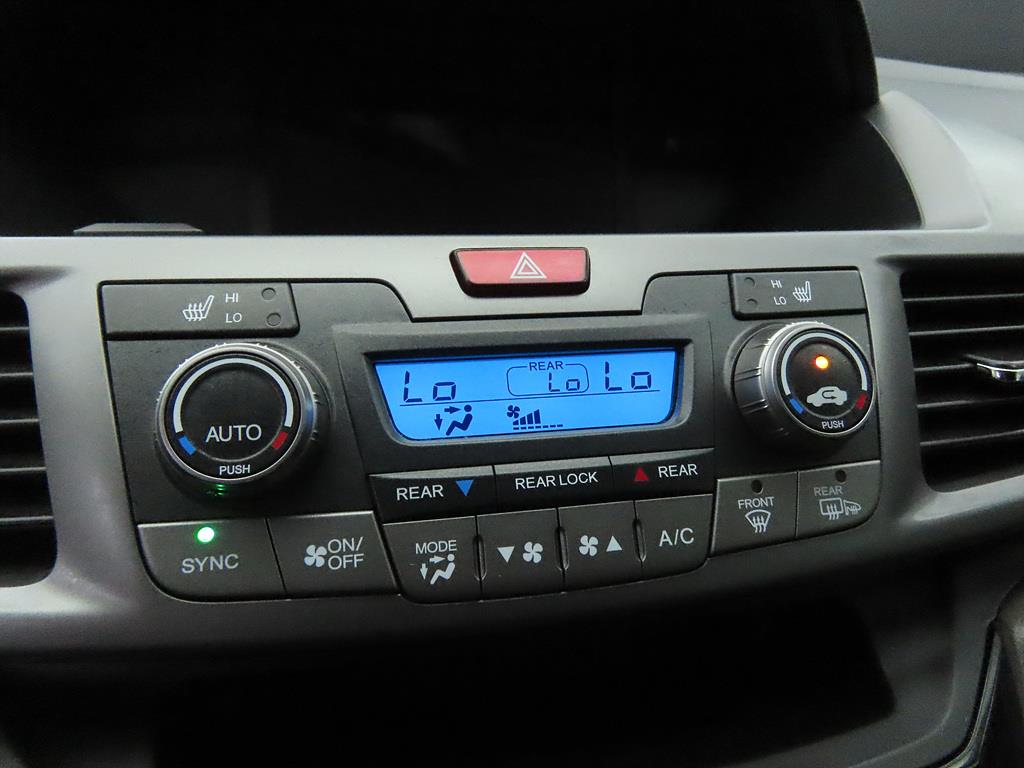 HI
LO
HI
LO
REAR
Lo
Lo
Lo
AUTO
PUSH
PUSH
REAR
REAR LOCK
REAR
SYNC
ON/
OFF
MODE
A/C
FRONT
REAR